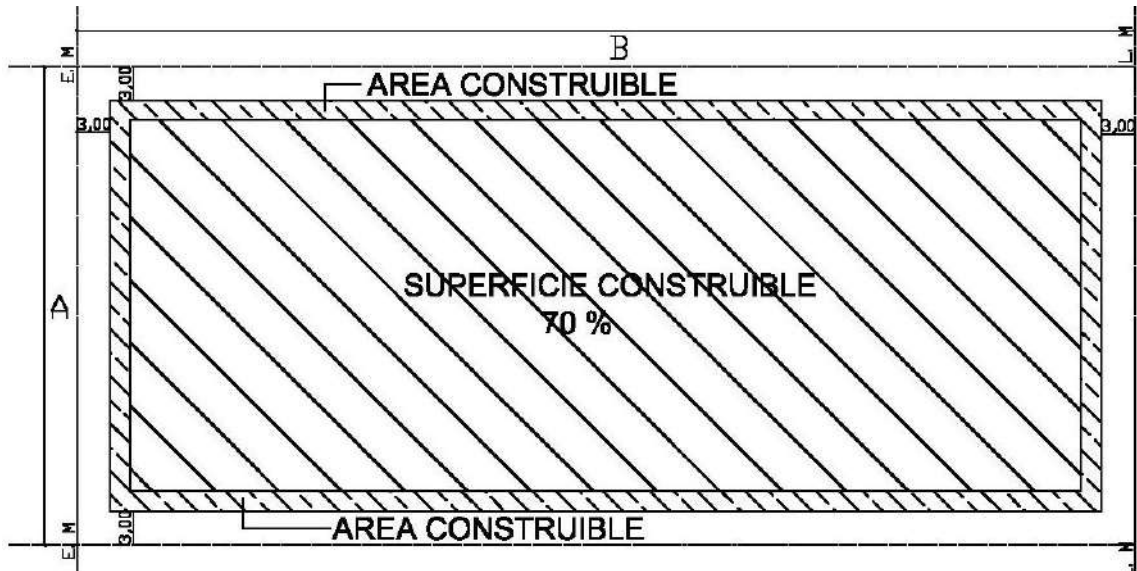 B
E. M
L. M
3,00
AREA CONSTRUIBLE
3,00
3,00
SUPERFICIE CONSTRUIBLE
70 %
A
AREA CONSTRUIBLE
3,00
E. M